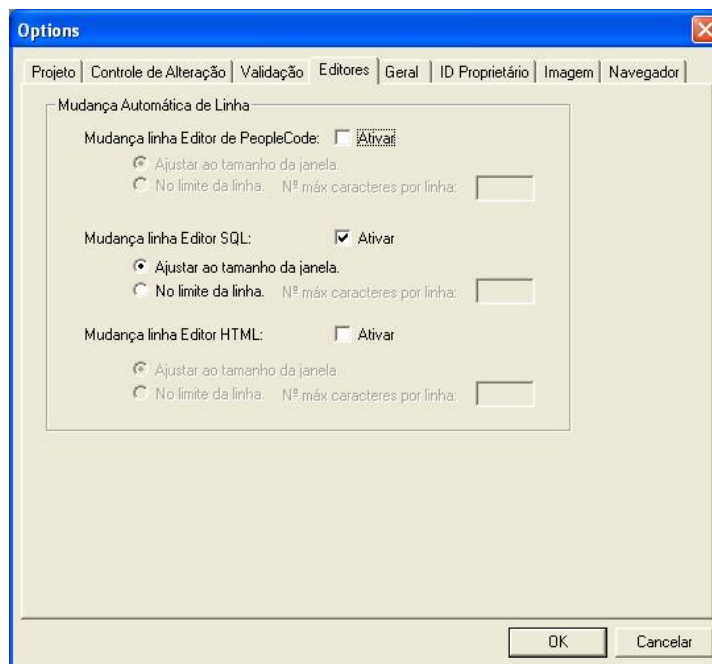 Options
Projeto Controle de Alteração Validação Editores Geral ID Proprietário Imagem Navegador
Mudança Automática de Linha
Mudança linha Editor de PeopleCode: Ativar
Ajustar ao tamanho da janela.
No limite da linha. Nº máx caracteres por linha:
Mudança linha Editor SQL: Ativar
Ajustar ao tamanho da janela.
No limite da linha. Nº máx caracteres por linha:
Mudança linha Editor HTML: Ativar
Ajustar ao tamanho da janela.
No limite da linha. Nº máx caracteres por linha:
OK Cancelar